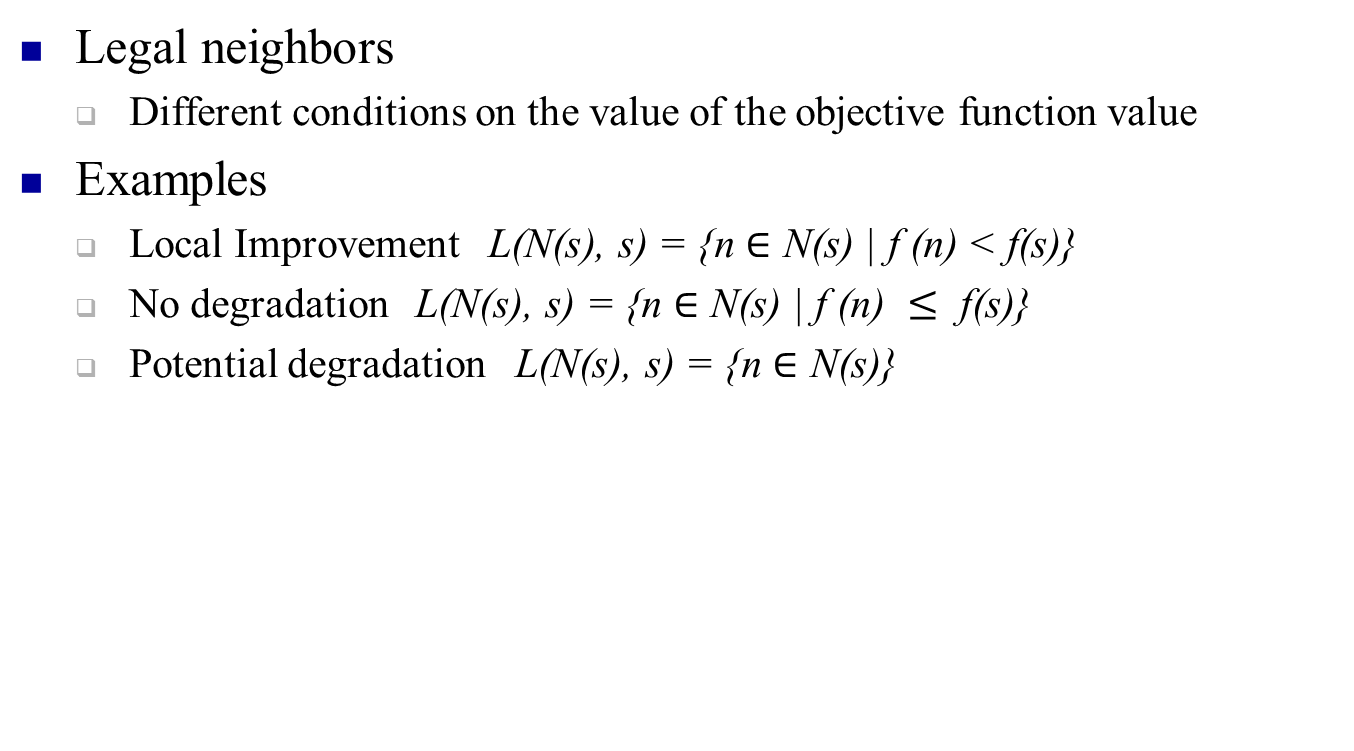 Legal neighbors
Different conditions on the value of the objective function value
Examples
Local Improvement L(N(s), s) = {n ∈ N(s) | f (n) < f(s)}
No degradation L(N(s), s) = {n ∈ N(s) | f (n) ≤ f(s)}
Potential degradation L(N(s), s) = {n ∈ N(s)}